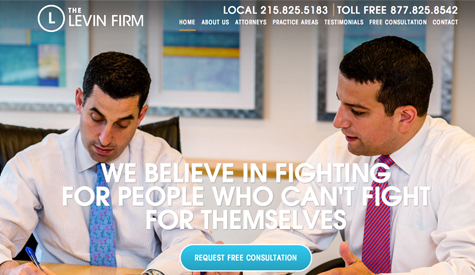 LOCAL 215.825.5183 | TOLL FREE 877.825.8542
L THE
LEVIN FIRM
HOME ABOUT US ATTORNEYS PRACTICE AREAS TESTIMONIALS FREE CONSULTATION CONTACT
WE BELIEVE IN FIGHTING
FOR PEOPLE WHO CAN'T FIGHT
FOR THEMSELVES
REQUEST FREE CONSULTATION